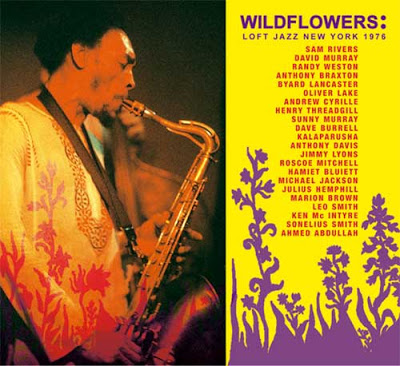 WILDFLOWERS:
LOFT JAZZ NEW YORK 1976
SAM RIVERS
DAVID MURRAY
RANDY WESTON
ANTHONY BRAXTON
BYARD LANCASTER
OLIVER LAKE
ANDREW CYRILLE
HENRY THREADGILL
SUNNY MURRAY
DAVE BURRELL
KALAPARUSHA
ANTHONY DAVIS
JIMMY LYONS
ROSCOE MITCHELL
HAMIET BLUIETT
MICHAEL JACKSON
JULIUS HEMPHILL
MARION BROWN
LEO SMITH
KEN Mc INTYRE
SONELIUS SMITH
AHMED ABDULLAH